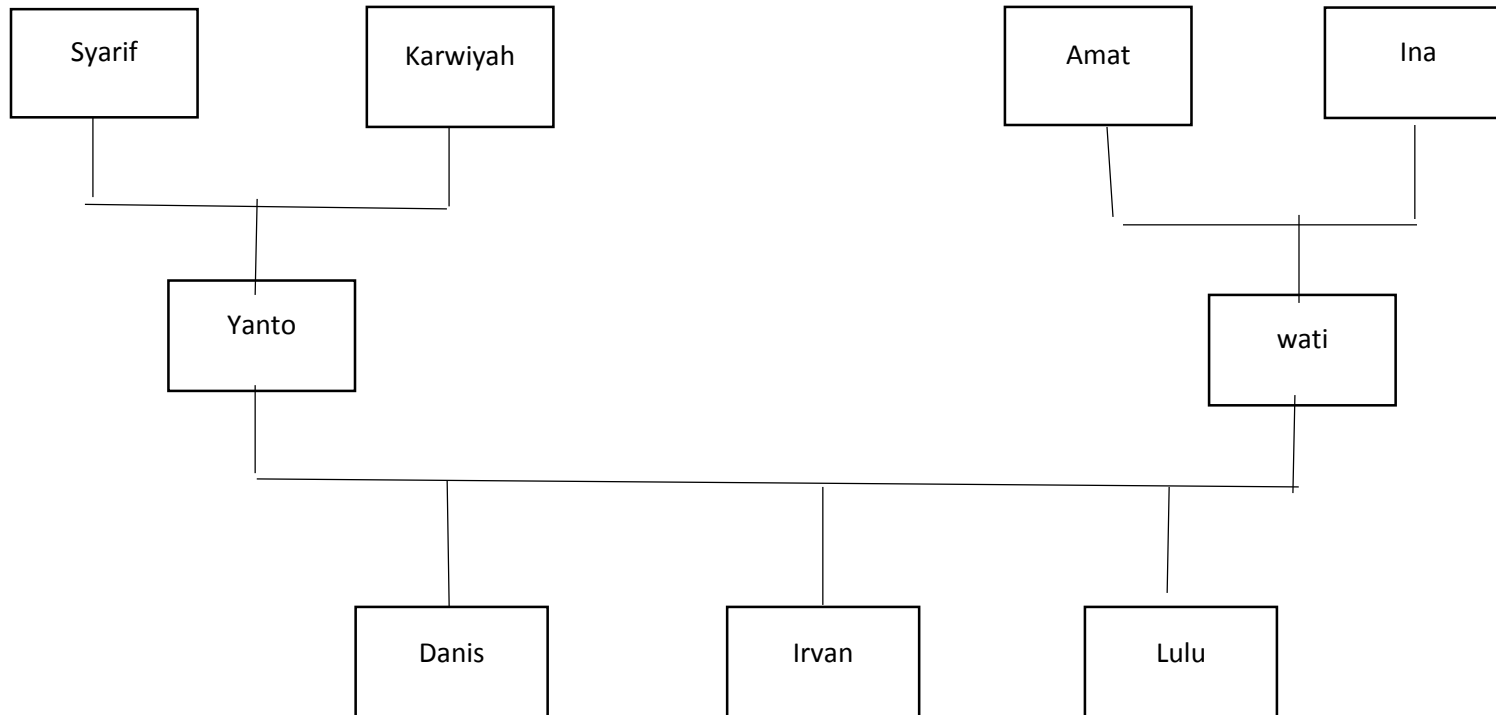 Syarif
Karwiyah
Amat
Ina
Yanto
wati
Danis
Irvan
Lulu